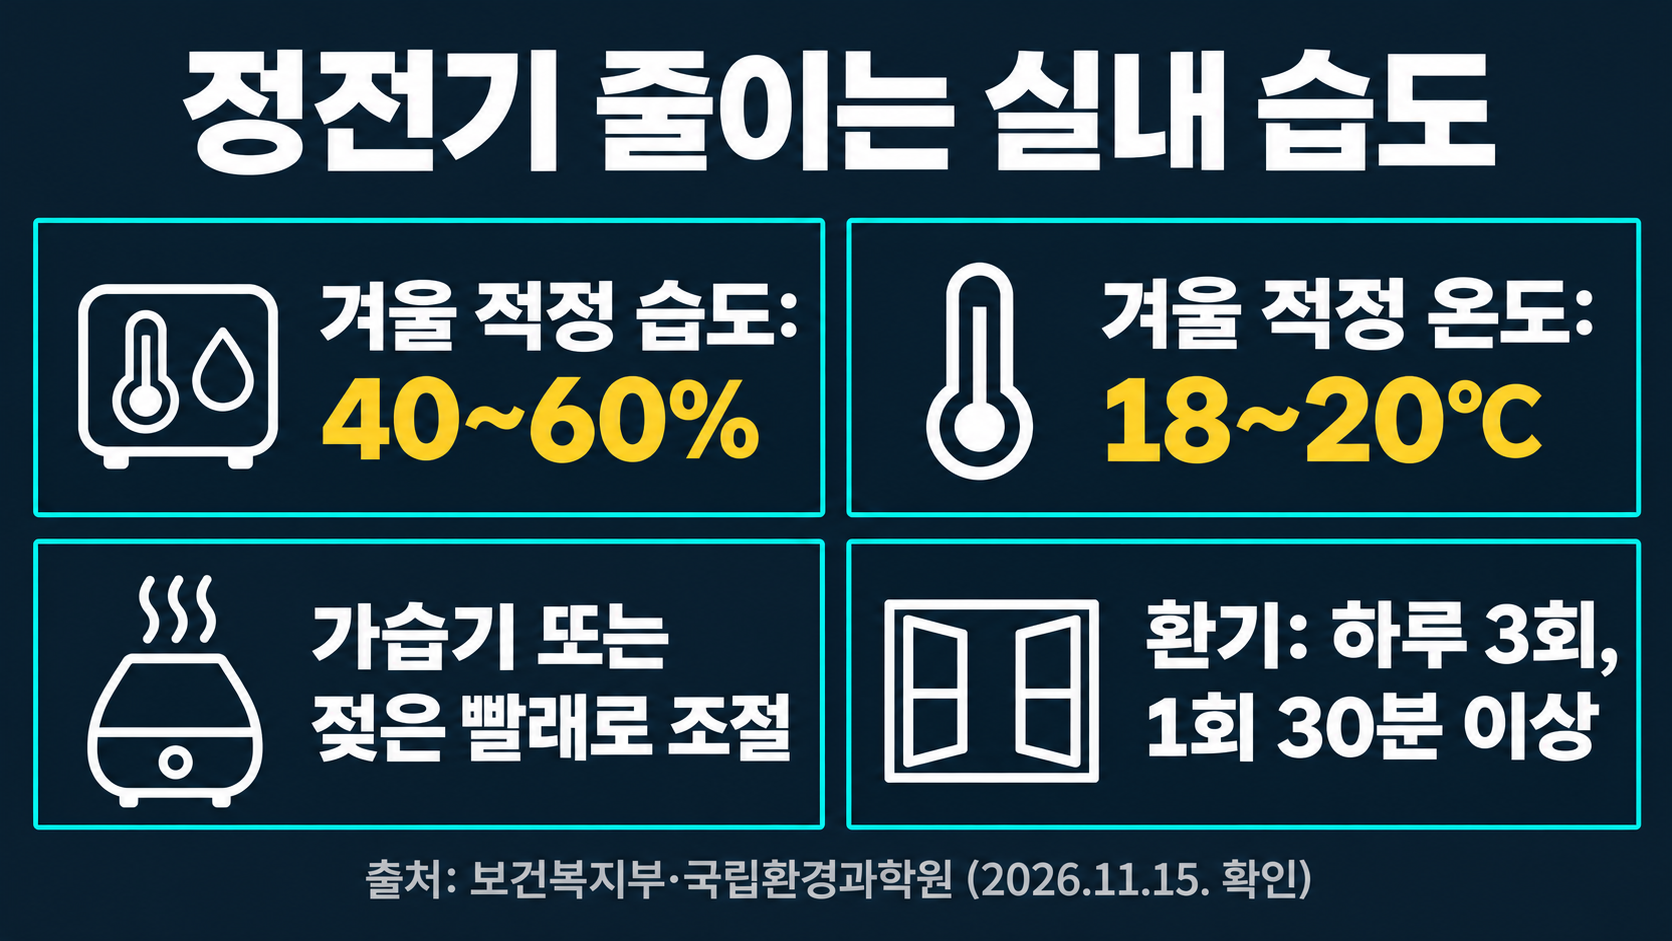 정전기 줄이는 실내 습도
겨울 적정 습도:
40~60%
겨울 적정 온도:
18~20℃
가습기 또는
젖은 빨래로 조절
환기: 하루 3회,
1회 30분 이상
출처: 보건복지부·국립환경과학원 (2026.11.15. 확인)